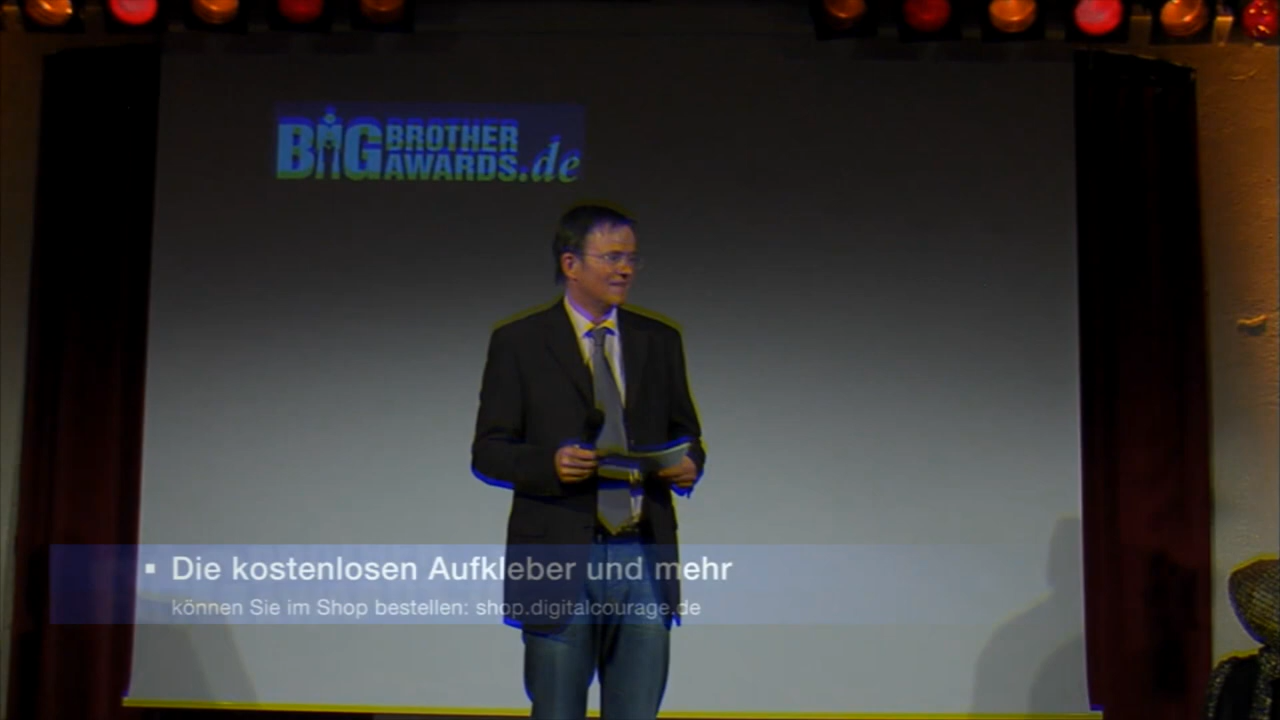 BIG BROTHER
AWARDS.de
▪ Die kostenlosen Aufkleber und mehr
können Sie im Shop bestellen: shop.digitalcourage.de